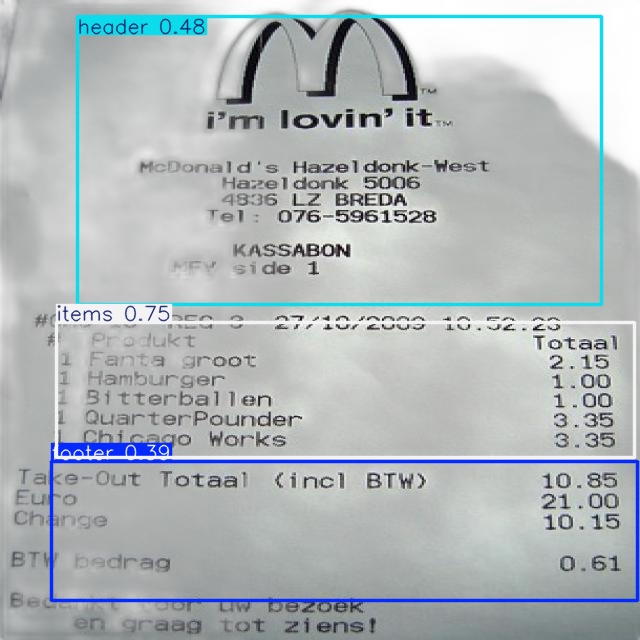 header 0.48
i'm lovin' it™
McDonald's Hazeldonk-West
Hazeldonk 5006
4836 LZ BREDA
Tel: 076-5961528
KASSABON
MFY side 1
REG 3 27/10/2009 10.52.23
items 0.75
# Produkt Totaal
1 Fanta groot 2.15
1 Hamburger 1.00
1 Bitterballen 1.00
1 QuarterPounder 3.35
1 Chicago Works 3.35
footer 0.39
Take-Out Totaal (incl BTW) 10.85
Euro 21.00
Change 10.15
BTW bedrag 0.61
Bedankt voor uw bezoek
en graag tot ziens!